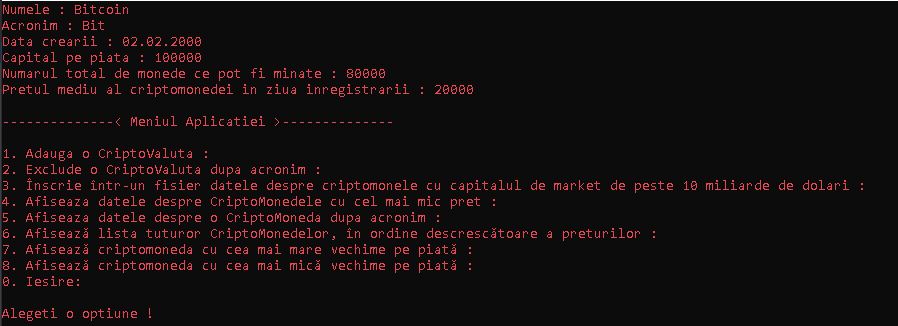 Numele : Bitcoin
Acronim : Bit
Data crearii : 02.02.2000
Capital pe piata : 100000
Numarul total de monede ce pot fi minate : 80000
Pretul mediu al criptomonedei in ziua inregistrarii : 20000
--------------< Meniul Aplicatiei >--------------
1. Adauga o CriptoValuta :
2. Exclude o CriptoValuta dupa acronim :
3. Înscrie într-un fisier datele despre criptomonele cu capitalul de market de peste 10 miliarde de dolari :
4. Afiseaza datele despre CriptoMonedele cu cel mai mic pret :
5. Afiseaza datele despre o CriptoMoneda dupa acronim :
6. Afisează lista tuturor CriptoMonedelor, în ordine descrescătoare a preturilor :
7. Afisează criptomoneda cu cea mai mare vechime pe piată :
8. Afisează criptomoneda cu cea mai mică vechime pe piată :
0. Iesire:
Alegeti o optiune !